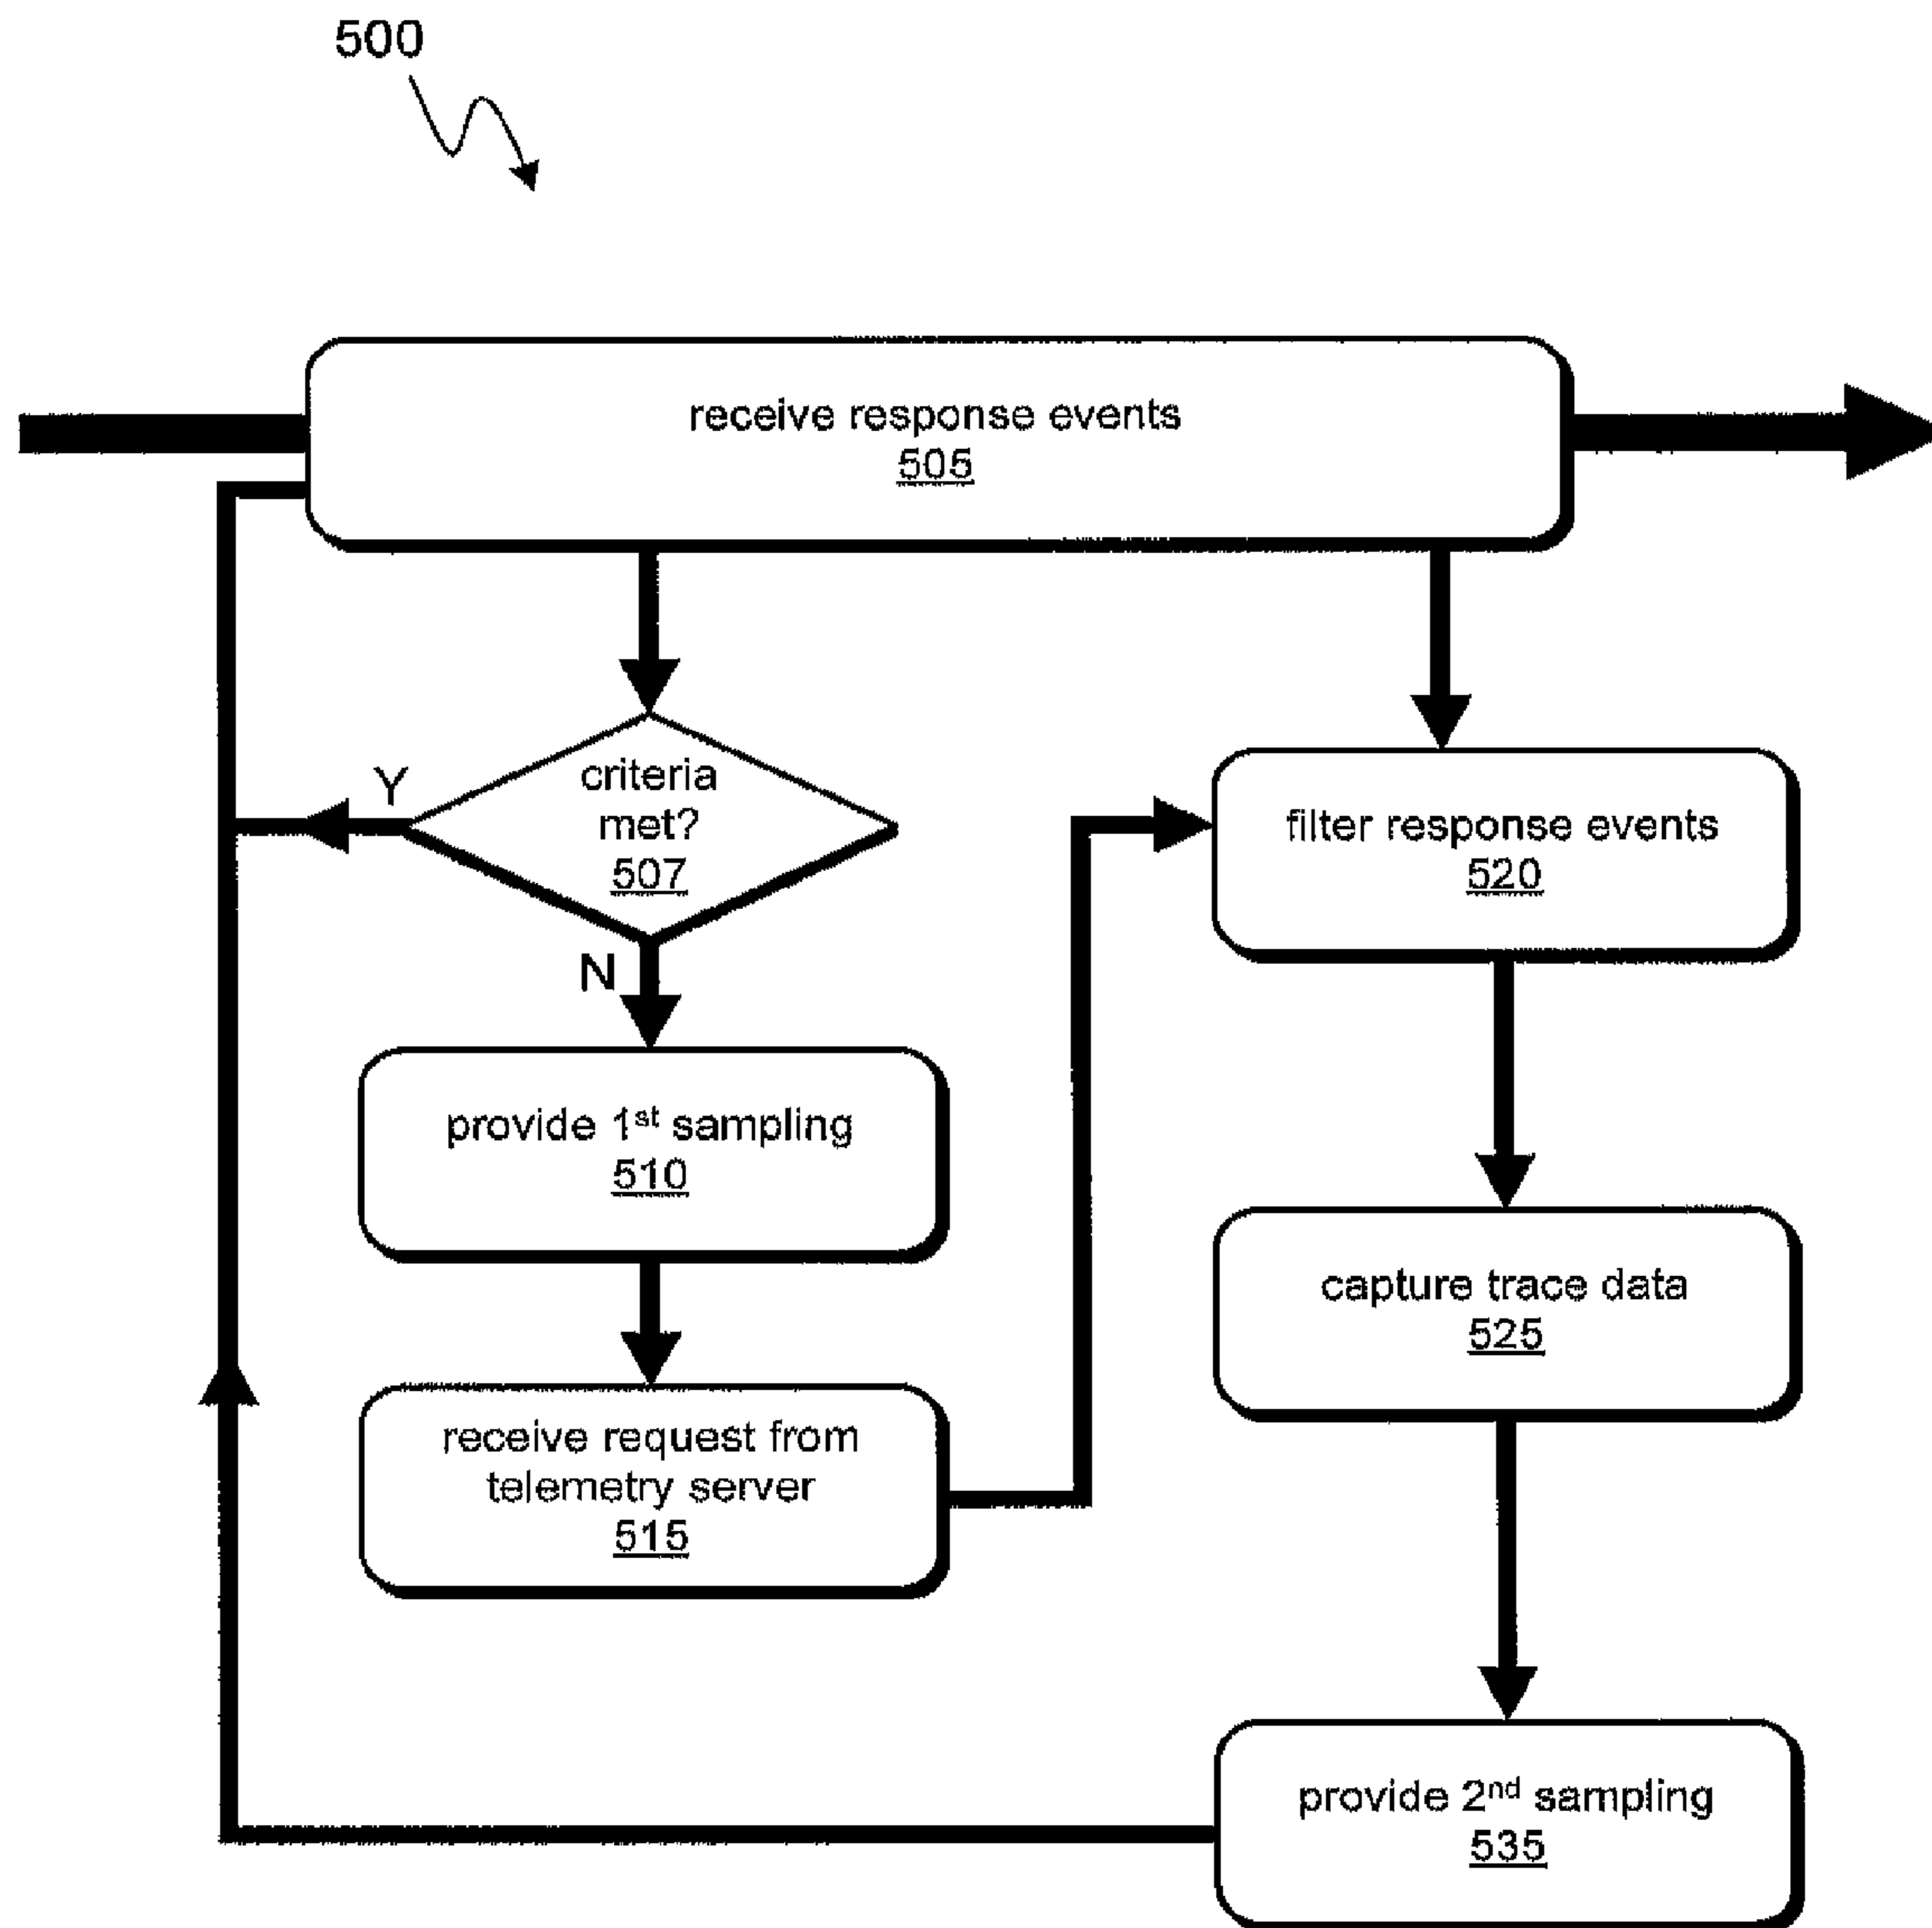 500
receive response events
505
Y
criteria
met?
507
N
filter response events
520
provide 1st sampling
510
capture trace data
525
receive request from
telemetry server
515
provide 2nd sampling
535